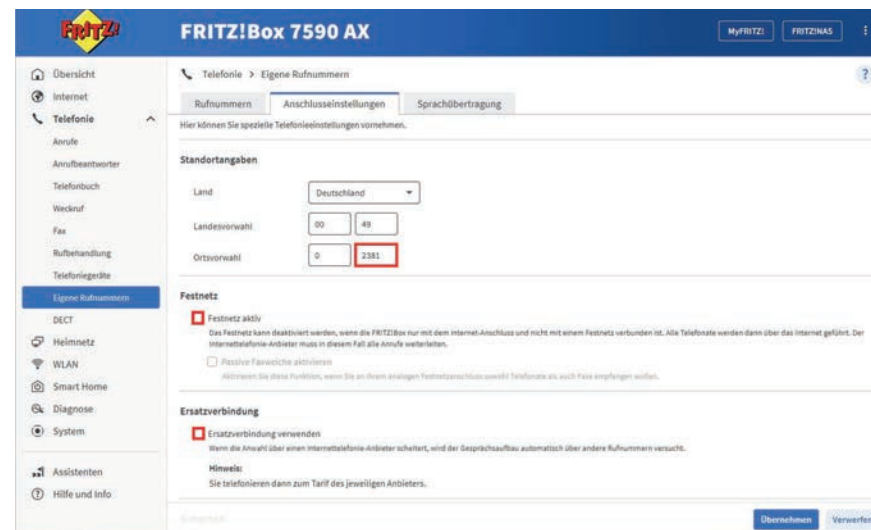 FRITZ!
FRITZ!Box 7590 AX
MyFRITZ!
FRITZ!NAS
Übersicht
Internet
Telefonie
Anrufe
Anrufbeantworter
Telefonbuch
Weckruf
Fax
Rufbehandlung
Telefoniegeräte
Eigene Rufnummern
DECT
Heimnetz
WLAN
Smart Home
Diagnose
System
Assistenten
Hilfe und Info
Telefonie > Eigene Rufnummern
?
Rufnummern
Anschlusseinstellungen
Sprachübertragung
Hier können Sie spezielle Telefonieeinstellungen vornehmen.
Standortangaben
Land
Deutschland
Landesvorwahl
00
49
Ortsvorwahl
0
2381
Festnetz
Festnetz aktiv
Das Festnetz kann deaktiviert werden, wenn die FRITZ!Box nur mit dem Internet-Anschluss und nicht mit einem Festnetz verbunden ist. Alle Telefonate werden dann über das Internet geführt. Der
Internettelefonie-Anbieter muss in diesem Fall alle Anrufe weiterleiten.
Passive Faxweiche aktivieren
Aktivieren Sie diese Funktion, wenn Sie an Ihrem analogen Festnetzanschluss sowohl Telefonate als auch Faxe empfangen wollen.
Ersatzverbindung
Ersatzverbindung verwenden
Wenn die Anwahl über einen Internettelefonie-Anbieter scheitert, wird der Gesprächsaufbau automatisch über andere Rufnummern versucht.
Hinweis:
Sie telefonieren dann zum Tarif des jeweiligen Anbieters.
Übernehmen
Verwerfen